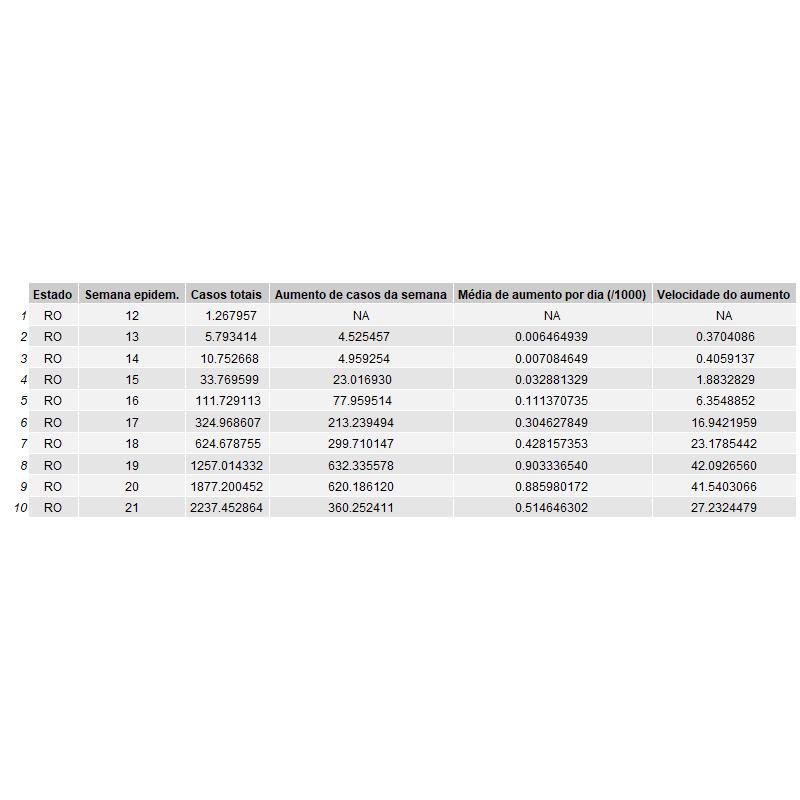 Estado Semana epidem. Casos totais Aumento de casos da semana Média de aumento por dia (/1000) Velocidade do aumento
1 RO 12 1.267957 NA NA NA
2 RO 13 5.793414 4.525457 0.006464939 0.3704086
3 RO 14 10.752668 4.959254 0.007084649 0.4059137
4 RO 15 33.769599 23.016930 0.032881329 1.8832829
5 RO 16 111.729113 77.959514 0.111370735 6.3548852
6 RO 17 324.968607 213.239494 0.304627849 16.9421959
7 RO 18 624.678755 299.710147 0.428157353 23.1785442
8 RO 19 1257.014332 632.335578 0.903336540 42.0926560
9 RO 20 1877.200452 620.186120 0.885980172 41.5403066
10 RO 21 2237.452864 360.252411 0.514646302 27.2324479